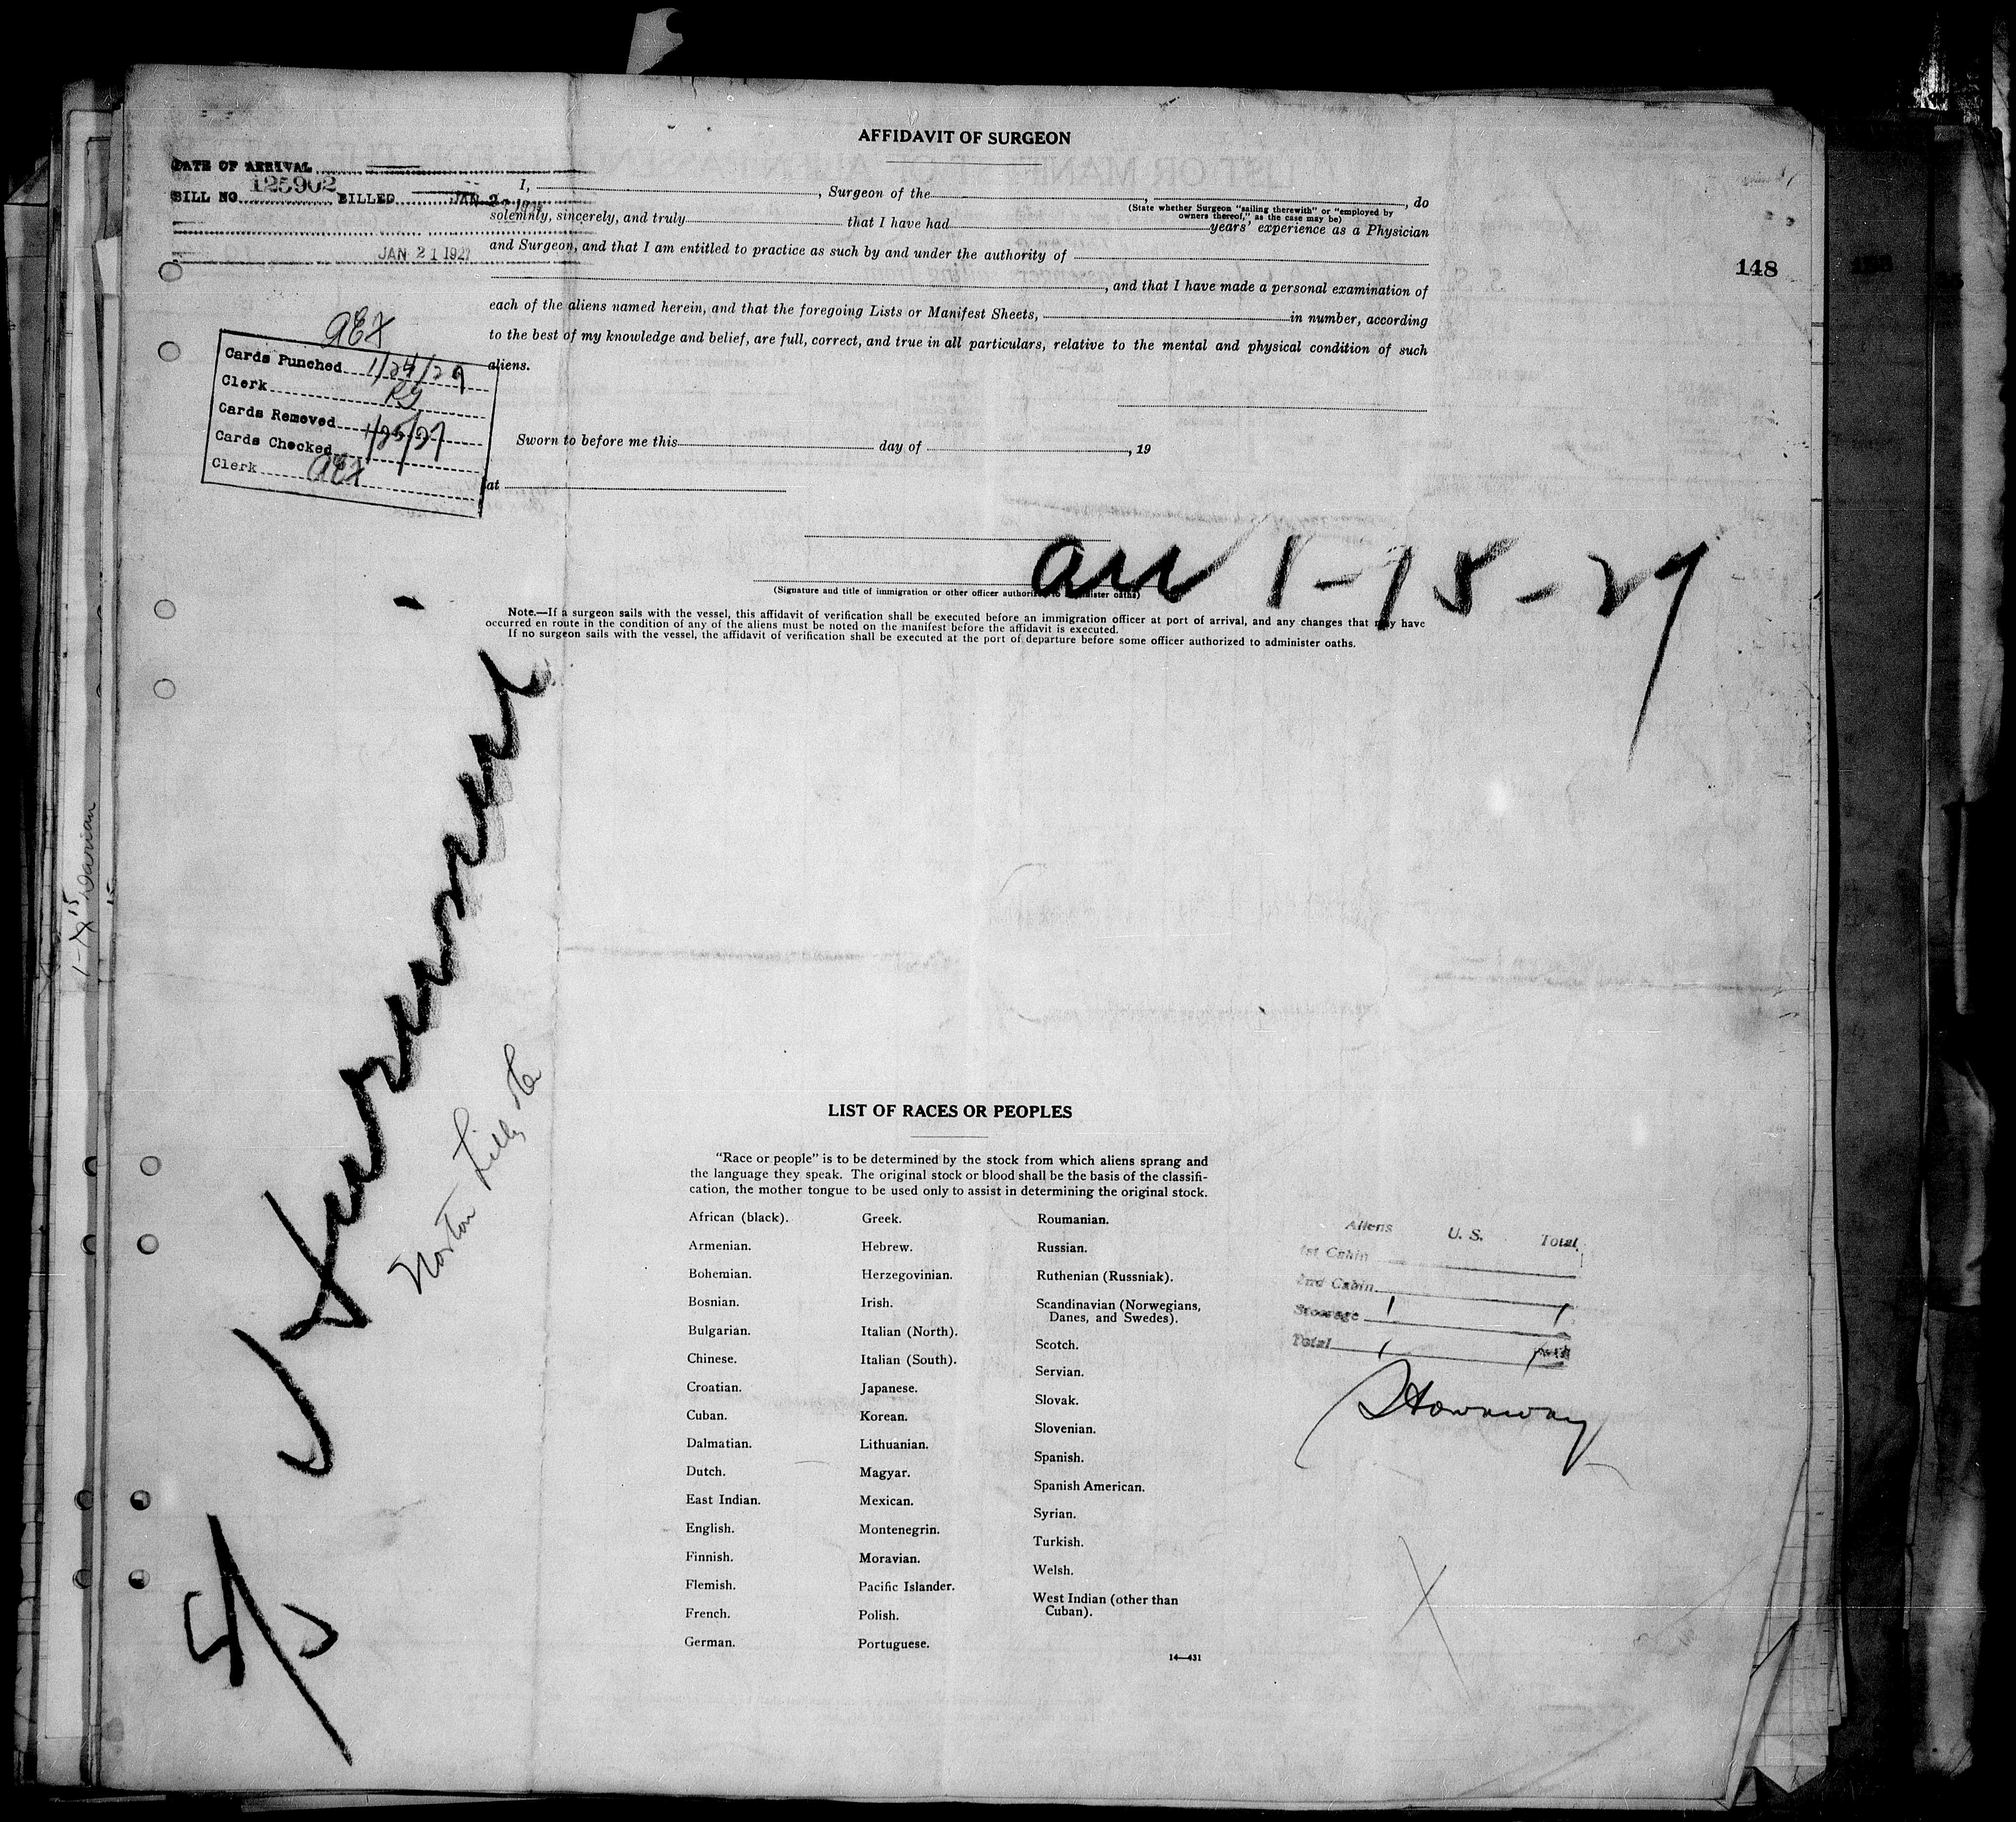 AFFIDAVIT OF SURGEON
DATE OF ARRIVAL
BILL NO. 125902 BILLED JAN 2
JAN 21 1927
148
I, , Surgeon of the , , do
(State whether Surgeon "sailing therewith" or "employed by
owners thereof," as the case may be)
solemnly, sincerely, and truly that I have had years' experience as a Physician
and Surgeon, and that I am entitled to practice as such by and under the authority of
, and that I have made a personal examination of
each of the aliens named herein, and that the foregoing Lists or Manifest Sheets, in number, according
to the best of my knowledge and belief, are full, correct, and true in all particulars, relative to the mental and physical condition of such
aliens.
AEX
Cards Punched 1/24/27
Clerk
Cards Removed 1/25/27
Cards Checked
Clerk AEX
Sworn to before me this day of , 19
at
arr 1-15-27
(Signature and title of immigration or other officer authorized to administer oaths)
Note.—If a surgeon sails with the vessel, this affidavit of verification shall be executed before an immigration officer at port of arrival, and any changes that may have
occurred en route in the condition of any of the aliens must be noted on the manifest before the affidavit is executed.
If no surgeon sails with the vessel, the affidavit of verification shall be executed at the port of departure before some officer authorized to administer oaths.
S/S
Norton Lilly Co
1-15 Darian
15
LIST OF RACES OR PEOPLES
"Race or people" is to be determined by the stock from which aliens sprang and
the language they speak. The original stock or blood shall be the basis of the classifi-
cation, the mother tongue to be used only to assist in determining the original stock.
African (black).
Armenian.
Bohemian.
Bosnian.
Bulgarian.
Chinese.
Croatian.
Cuban.
Dalmatian.
Dutch.
East Indian.
English.
Finnish.
Flemish.
French.
German.
Greek.
Hebrew.
Herzegovinian.
Irish.
Italian (North).
Italian (South).
Japanese.
Korean.
Lithuanian.
Magyar.
Mexican.
Montenegrin.
Moravian.
Pacific Islander.
Polish.
Portuguese.
Roumanian.
Russian.
Ruthenian (Russniak).
Scandinavian (Norwegians,
Danes, and Swedes).
Scotch.
Servian.
Slovak.
Slovenian.
Spanish.
Spanish American.
Syrian.
Turkish.
Welsh.
West Indian (other than
Cuban).
14—431
Aliens U. S. Total
1st Cabin
2nd Cabin
Steerage 1 1
Total 1 1
Stowaway